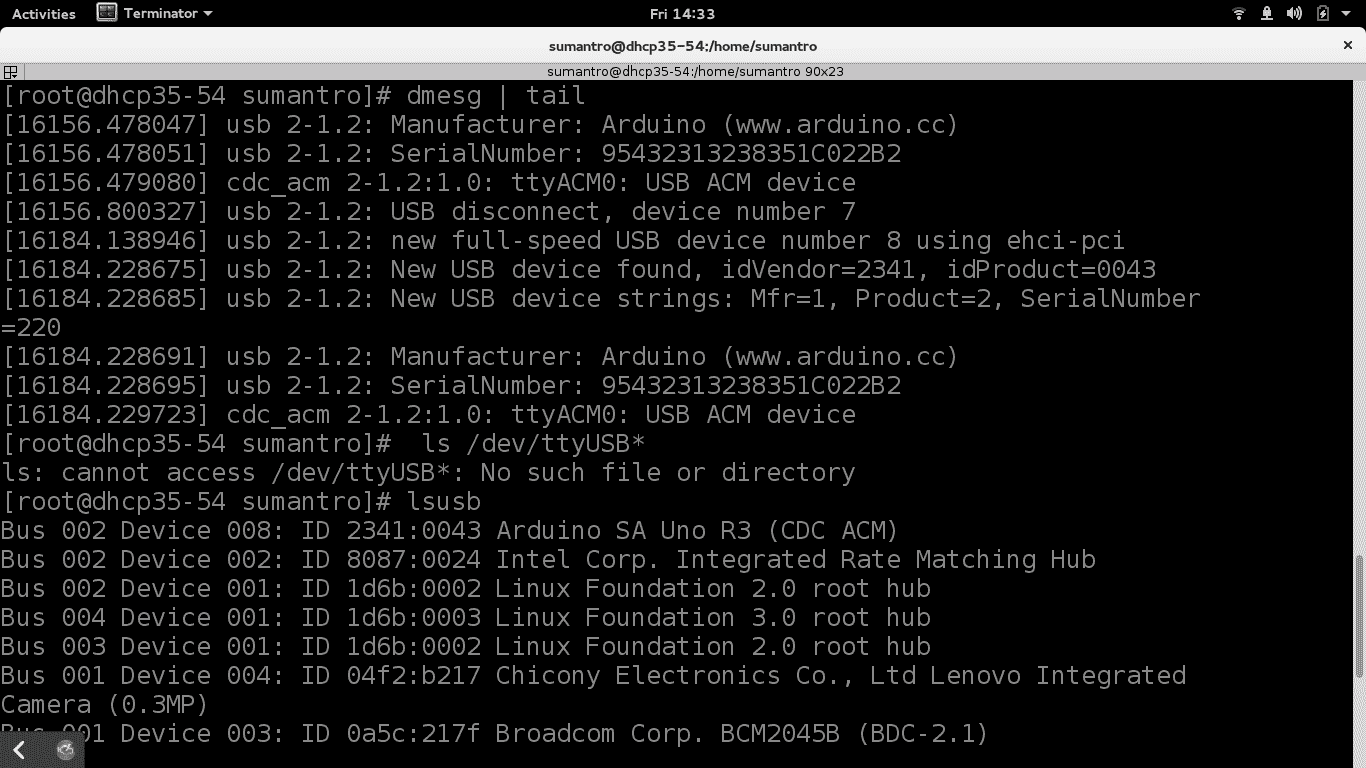 Activities Terminator Fri 14:33
sumantro@dhcp35-54:/home/sumantro
sumantro@dhcp35-54:/home/sumantro 90x23
[root@dhcp35-54 sumantro]# dmesg | tail
[16156.478047] usb 2-1.2: Manufacturer: Arduino (www.arduino.cc)
[16156.478051] usb 2-1.2: SerialNumber: 95432313238351C022B2
[16156.479080] cdc_acm 2-1.2:1.0: ttyACM0: USB ACM device
[16156.800327] usb 2-1.2: USB disconnect, device number 7
[16184.138946] usb 2-1.2: new full-speed USB device number 8 using ehci-pci
[16184.228675] usb 2-1.2: New USB device found, idVendor=2341, idProduct=0043
[16184.228685] usb 2-1.2: New USB device strings: Mfr=1, Product=2, SerialNumber
=220
[16184.228691] usb 2-1.2: Manufacturer: Arduino (www.arduino.cc)
[16184.228695] usb 2-1.2: SerialNumber: 95432313238351C022B2
[16184.229723] cdc_acm 2-1.2:1.0: ttyACM0: USB ACM device
[root@dhcp35-54 sumantro]#  ls /dev/ttyUSB*
ls: cannot access /dev/ttyUSB*: No such file or directory
[root@dhcp35-54 sumantro]# lsusb
Bus 002 Device 008: ID 2341:0043 Arduino SA Uno R3 (CDC ACM)
Bus 002 Device 002: ID 8087:0024 Intel Corp. Integrated Rate Matching Hub
Bus 002 Device 001: ID 1d6b:0002 Linux Foundation 2.0 root hub
Bus 004 Device 001: ID 1d6b:0003 Linux Foundation 3.0 root hub
Bus 003 Device 001: ID 1d6b:0002 Linux Foundation 2.0 root hub
Bus 001 Device 004: ID 04f2:b217 Chicony Electronics Co., Ltd Lenovo Integrated
Camera (0.3MP)
Bus 001 Device 003: ID 0a5c:217f Broadcom Corp. BCM2045B (BDC-2.1)